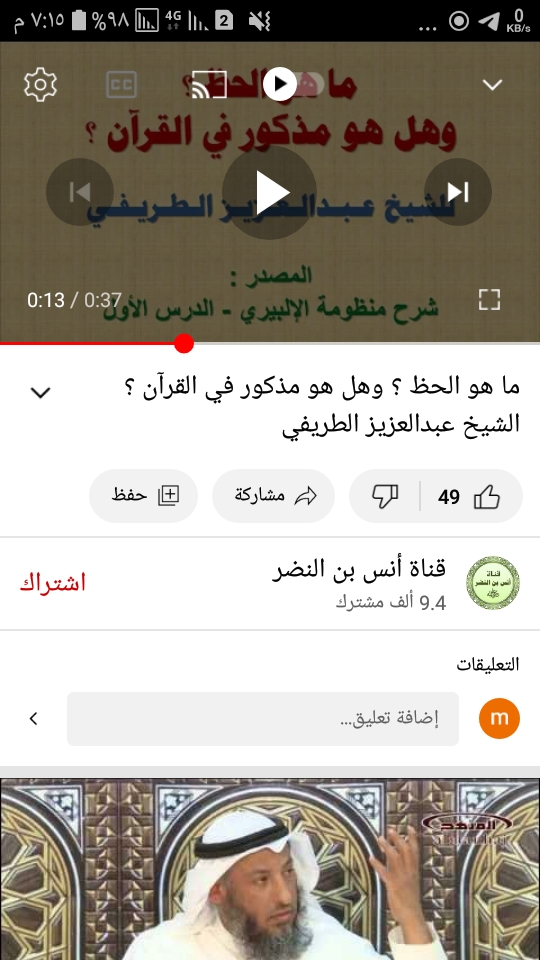 م ٧:١٥ %٩٨ 4G 2 ... 0 KB/s
ما هو الحظ ؟
وهل هو مذكور في القرآن ؟
للشيخ عبدالعزيز الطريفي
المصدر :
شرح منظومة الإلبيري - الدرس الأول
0:13 / 0:37
ما هو الحظ ؟ وهل هو مذكور في القرآن ؟
الشيخ عبدالعزيز الطريفي
49 مشاركة حفظ
قناة أنس بن النضر
9.4 ألف مشترك
اشتراك
قناة
أنس بن النضر
التعليقات
m إضافة تعليق...
المنهج